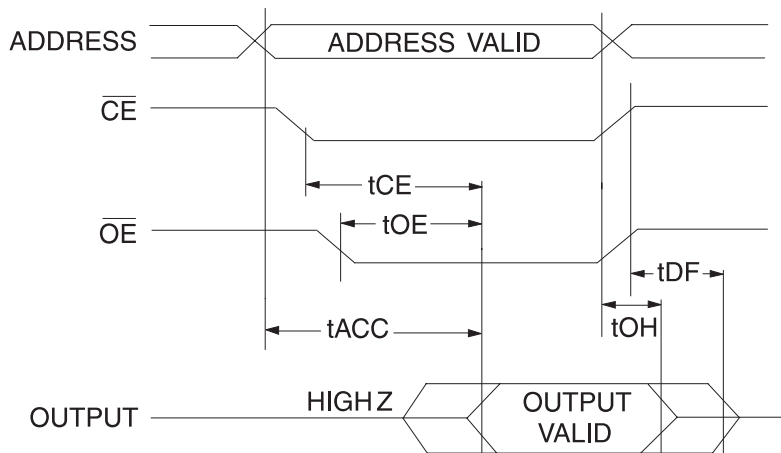 ADDRESS
ADDRESS VALID
CE
tCE
tOE
OE
tDF
tACC
tOH
HIGH Z
OUTPUT
OUTPUT
VALID